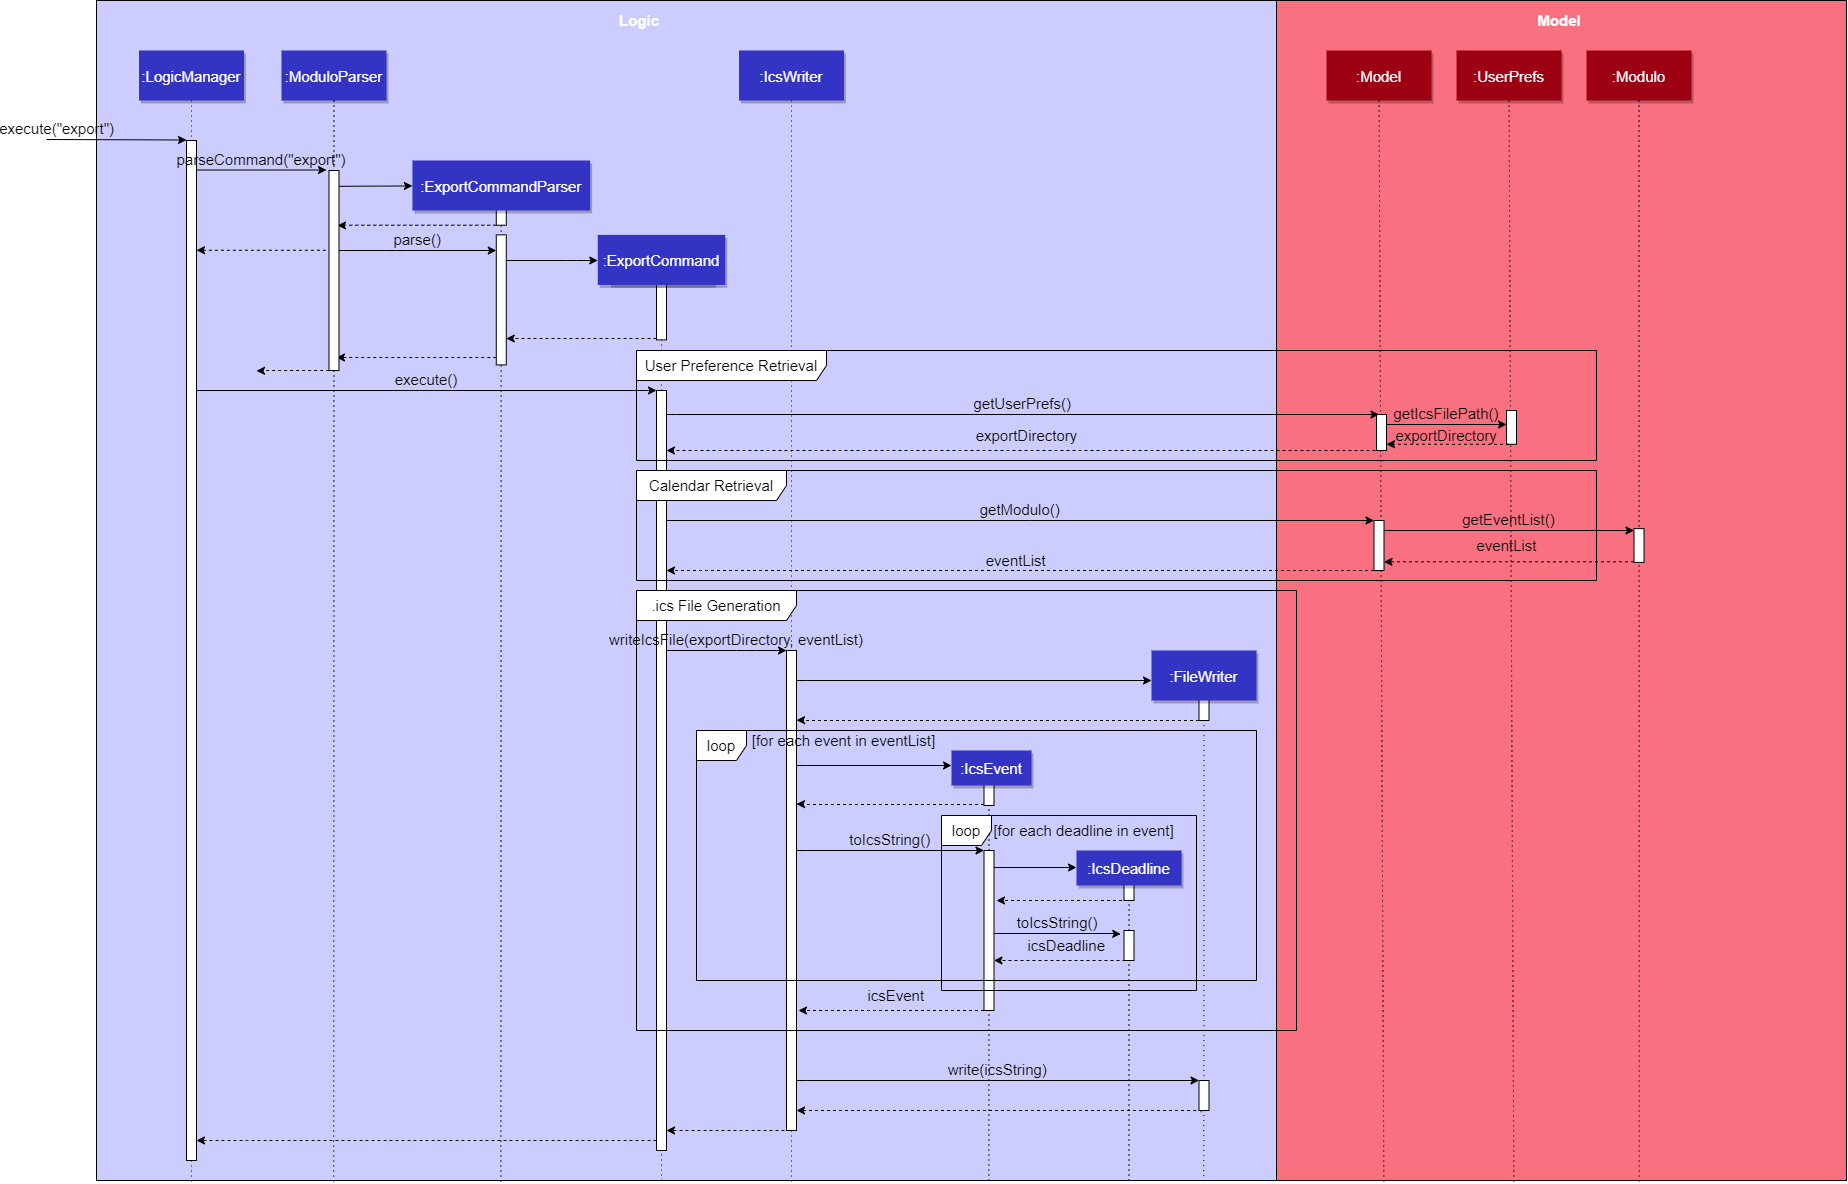 Logic
Model
:LogicManager
:ModuloParser
:IcsWriter
:Model
:UserPrefs
:Modulo
execute("export")
parseCommand("export")
:ExportCommandParser
parse()
:ExportCommand
User Preference Retrieval
execute()
getUserPrefs()
getIcsFilePath()
exportDirectory
exportDirectory
Calendar Retrieval
getModulo()
getEventList()
eventList
eventList
.ics File Generation
writeIcsFile(exportDirectory, eventList)
:FileWriter
loop
[for each event in eventList]
:IcsEvent
loop
[for each deadline in event]
toIcsString()
:IcsDeadline
toIcsString()
icsDeadline
icsEvent
write(icsString)